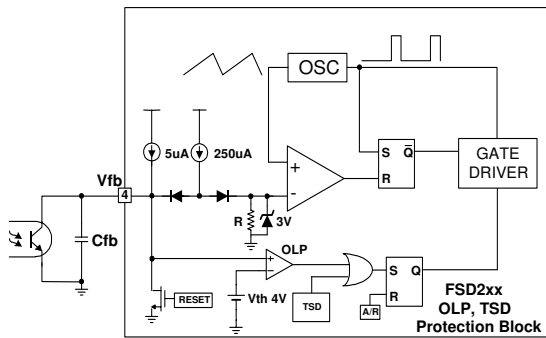 OSC
5uA
250uA
Vfb
4
+
-
S
Q
R
GATE
DRIVER
R
3V
Cfb
OLP
+
-
RESET
Vth 4V
TSD
S
Q
R
A/R
FSD2xx
OLP, TSD
Protection Block